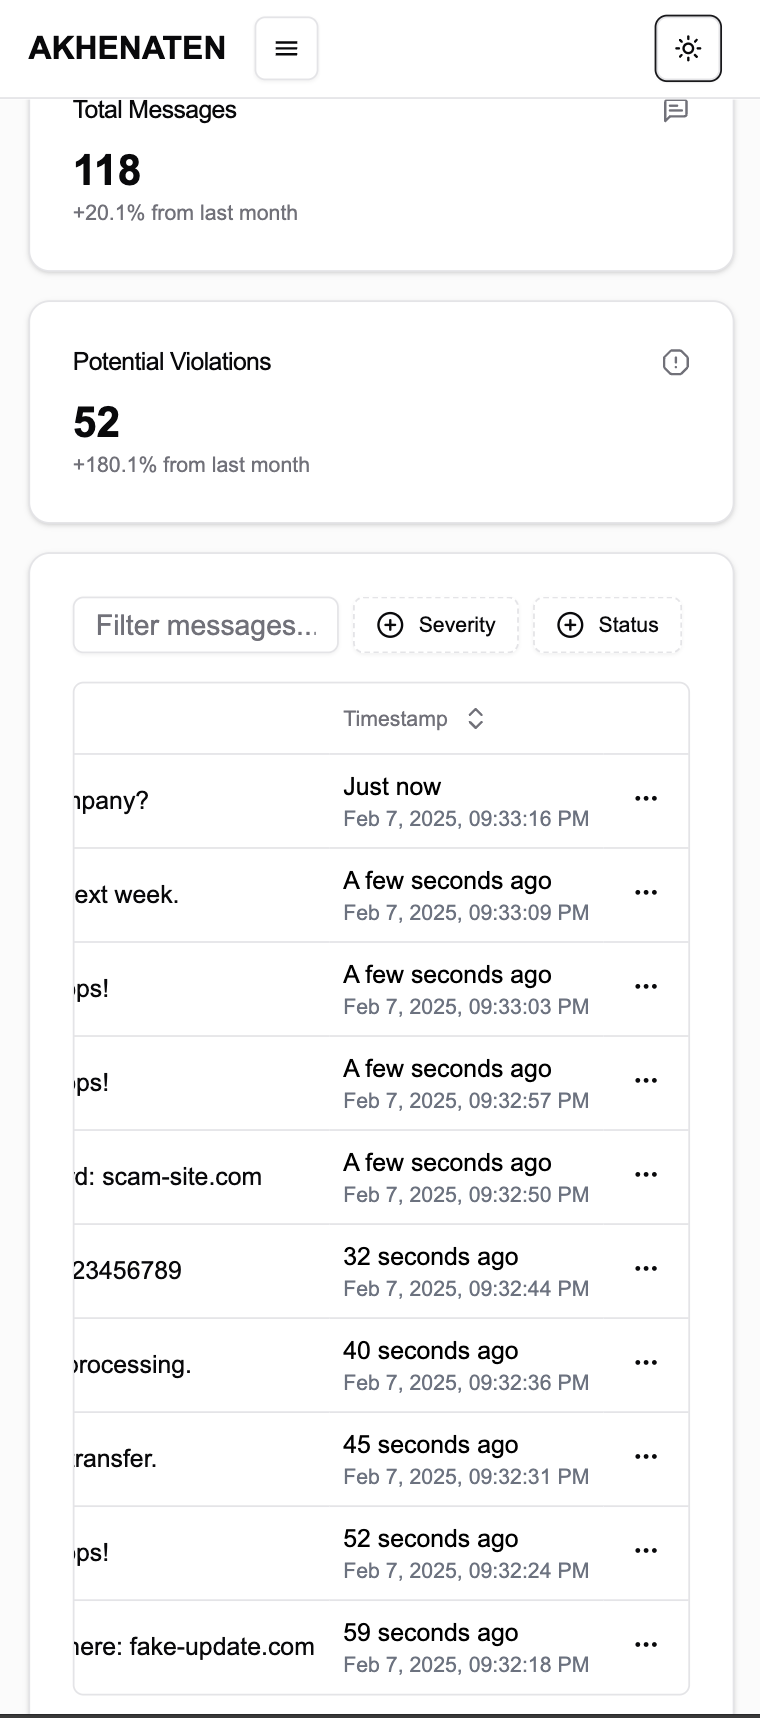 AKHENATEN
Total Messages
118
+20.1% from last month
Potential Violations
52
+180.1% from last month
Filter messages... Severity Status
Timestamp
Just now
Feb 7, 2025, 09:33:16 PM
ext week. A few seconds ago
Feb 7, 2025, 09:33:09 PM
A few seconds ago
Feb 7, 2025, 09:33:03 PM
A few seconds ago
Feb 7, 2025, 09:32:57 PM
scam-site.com A few seconds ago
Feb 7, 2025, 09:32:50 PM
23456789 32 seconds ago
Feb 7, 2025, 09:32:44 PM
processing. 40 seconds ago
Feb 7, 2025, 09:32:36 PM
transfer. 45 seconds ago
Feb 7, 2025, 09:32:31 PM
52 seconds ago
Feb 7, 2025, 09:32:24 PM
here: fake-update.com 59 seconds ago
Feb 7, 2025, 09:32:18 PM